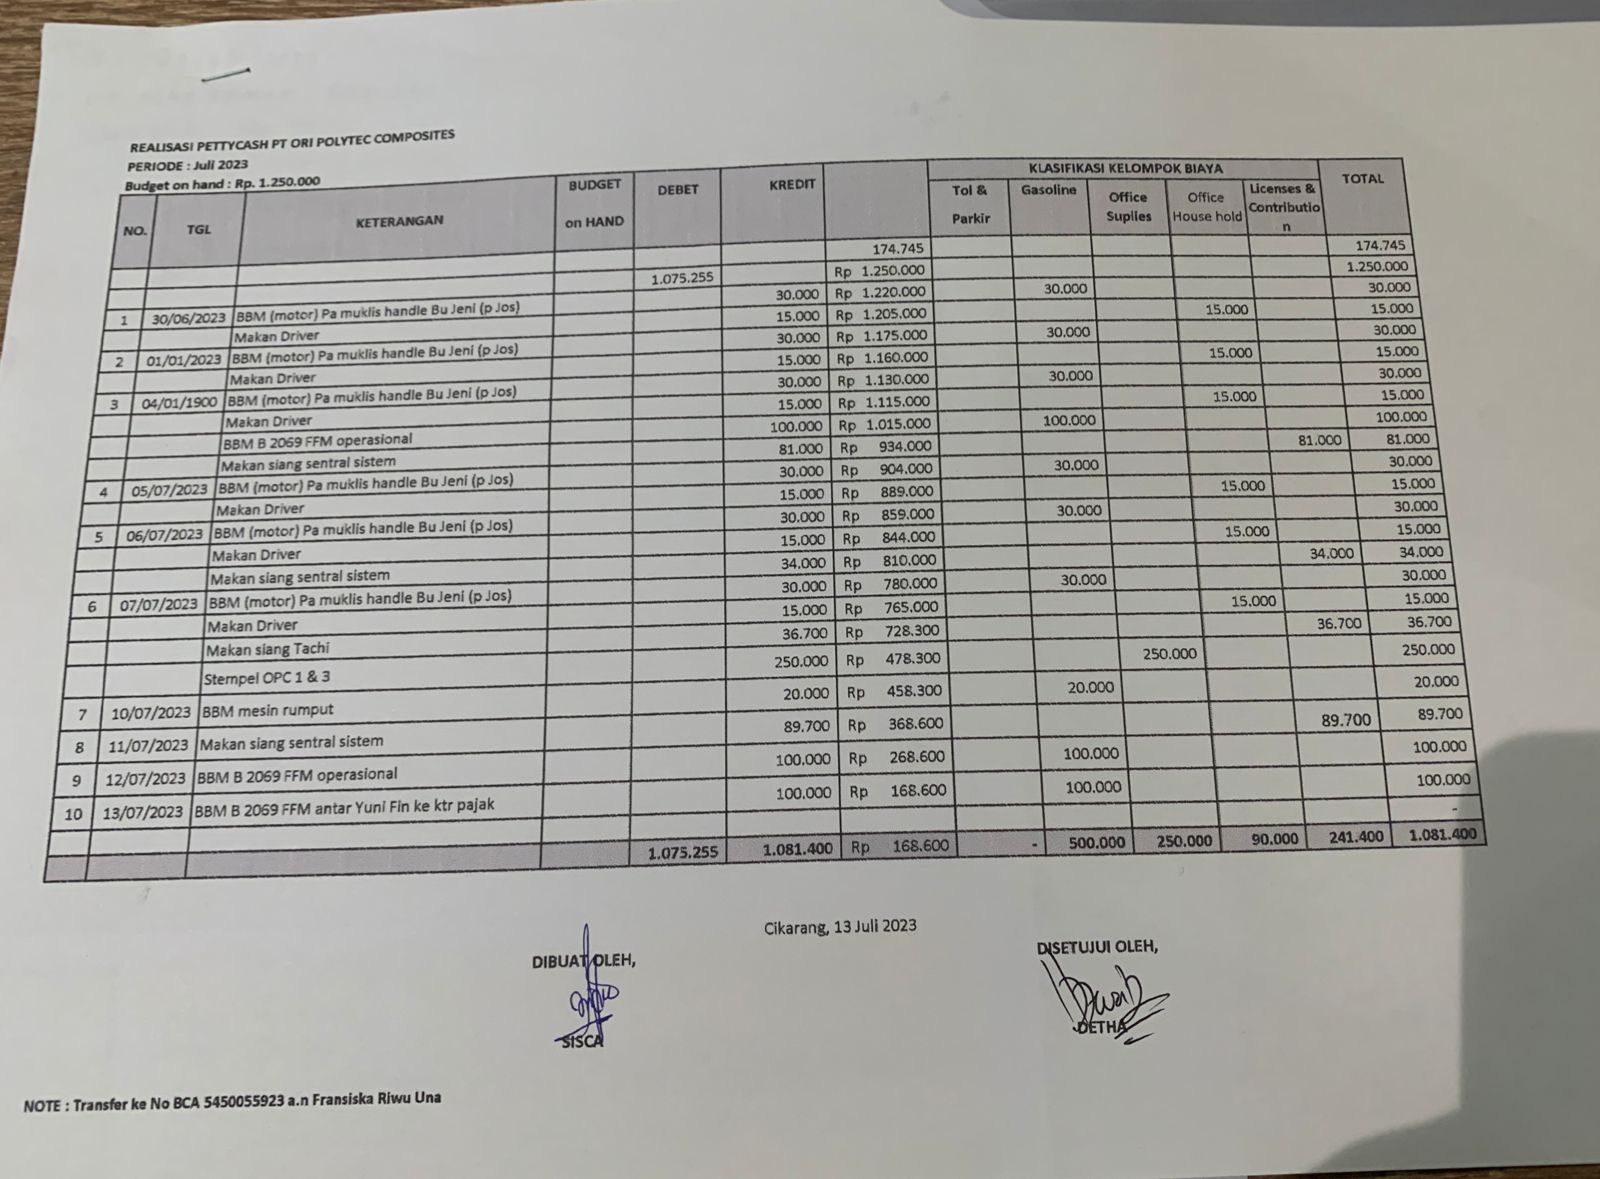 REALISASI PETTYCASH PT ORI POLYTEC COMPOSITES
PERIODE : Juli 2023
Budget on hand : Rp. 1.250.000
NO. TGL KETERANGAN BUDGET on HAND DEBET KREDIT KLASIFIKASI KELOMPOK BIAYA TOTAL
Tol & Parkir Gasoline Office Suplies Office House hold Licenses & Contributio n
174.745 174.745
1.075.255 Rp 1.250.000 1.250.000
1 30/06/2023 BBM (motor) Pa muklis handle Bu Jeni (p Jos) 30.000 Rp 1.220.000 30.000 30.000
Makan Driver 15.000 Rp 1.205.000 15.000 15.000
2 01/01/2023 BBM (motor) Pa muklis handle Bu Jeni (p Jos) 30.000 Rp 1.175.000 30.000 30.000
Makan Driver 15.000 Rp 1.160.000 15.000 15.000
3 04/01/1900 BBM (motor) Pa muklis handle Bu Jeni (p Jos) 30.000 Rp 1.130.000 30.000 30.000
Makan Driver 15.000 Rp 1.115.000 15.000 15.000
BBM B 2069 FFM operasional 100.000 Rp 1.015.000 100.000 100.000
Makan siang sentral sistem 81.000 Rp 934.000 81.000 81.000
4 05/07/2023 BBM (motor) Pa muklis handle Bu Jeni (p Jos) 30.000 Rp 904.000 30.000 30.000
Makan Driver 15.000 Rp 889.000 15.000 15.000
5 06/07/2023 BBM (motor) Pa muklis handle Bu Jeni (p Jos) 30.000 Rp 859.000 30.000 30.000
Makan Driver 15.000 Rp 844.000 15.000 15.000
Makan siang sentral sistem 34.000 Rp 810.000 34.000 34.000
6 07/07/2023 BBM (motor) Pa muklis handle Bu Jeni (p Jos) 30.000 Rp 780.000 30.000 30.000
Makan Driver 15.000 Rp 765.000 15.000 15.000
Makan siang Tachi 36.700 Rp 728.300 36.700 36.700
Stempel OPC 1 & 3 250.000 Rp 478.300 250.000 250.000
7 10/07/2023 BBM mesin rumput 20.000 Rp 458.300 20.000 20.000
8 11/07/2023 Makan siang sentral sistem 89.700 Rp 368.600 89.700 89.700
9 12/07/2023 BBM B 2069 FFM operasional 100.000 Rp 268.600 100.000 100.000
10 13/07/2023 BBM B 2069 FFM antar Yuni Fin ke ktr pajak 100.000 Rp 168.600 100.000 100.000
-
1.075.255 1.081.400 Rp 168.600 - 500.000 250.000 90.000 241.400 1.081.400
Cikarang, 13 Juli 2023
DIBUAT OLEH, DISETUJUI OLEH,
SISCA DETHA
NOTE : Transfer ke No BCA 5450055923 a.n Fransiska Riwu Una